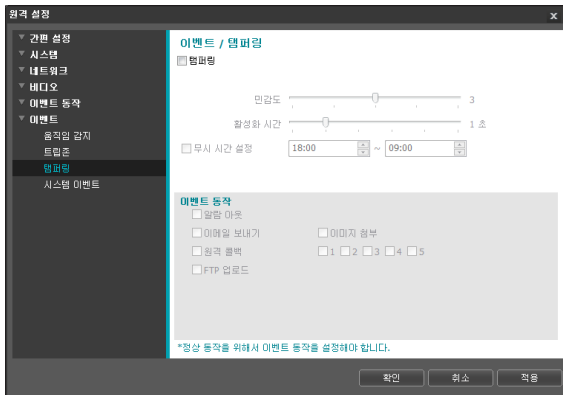 원격 설정
x
간편 설정
시스템
네트워크
비디오
이벤트 동작
이벤트
움직임 감지
트립존
탬퍼링
시스템 이벤트
이벤트 / 탬퍼링
탬퍼링
민감도 3
활성화 시간 1 초
무시 시간 설정 18:00 ~ 09:00
이벤트 동작
알람 아웃
이메일 보내기 이미지 첨부
원격 콜백 1 2 3 4 5
FTP 업로드
*정상 동작을 위해서 이벤트 동작을 설정해야 합니다.
확인 취소 적용